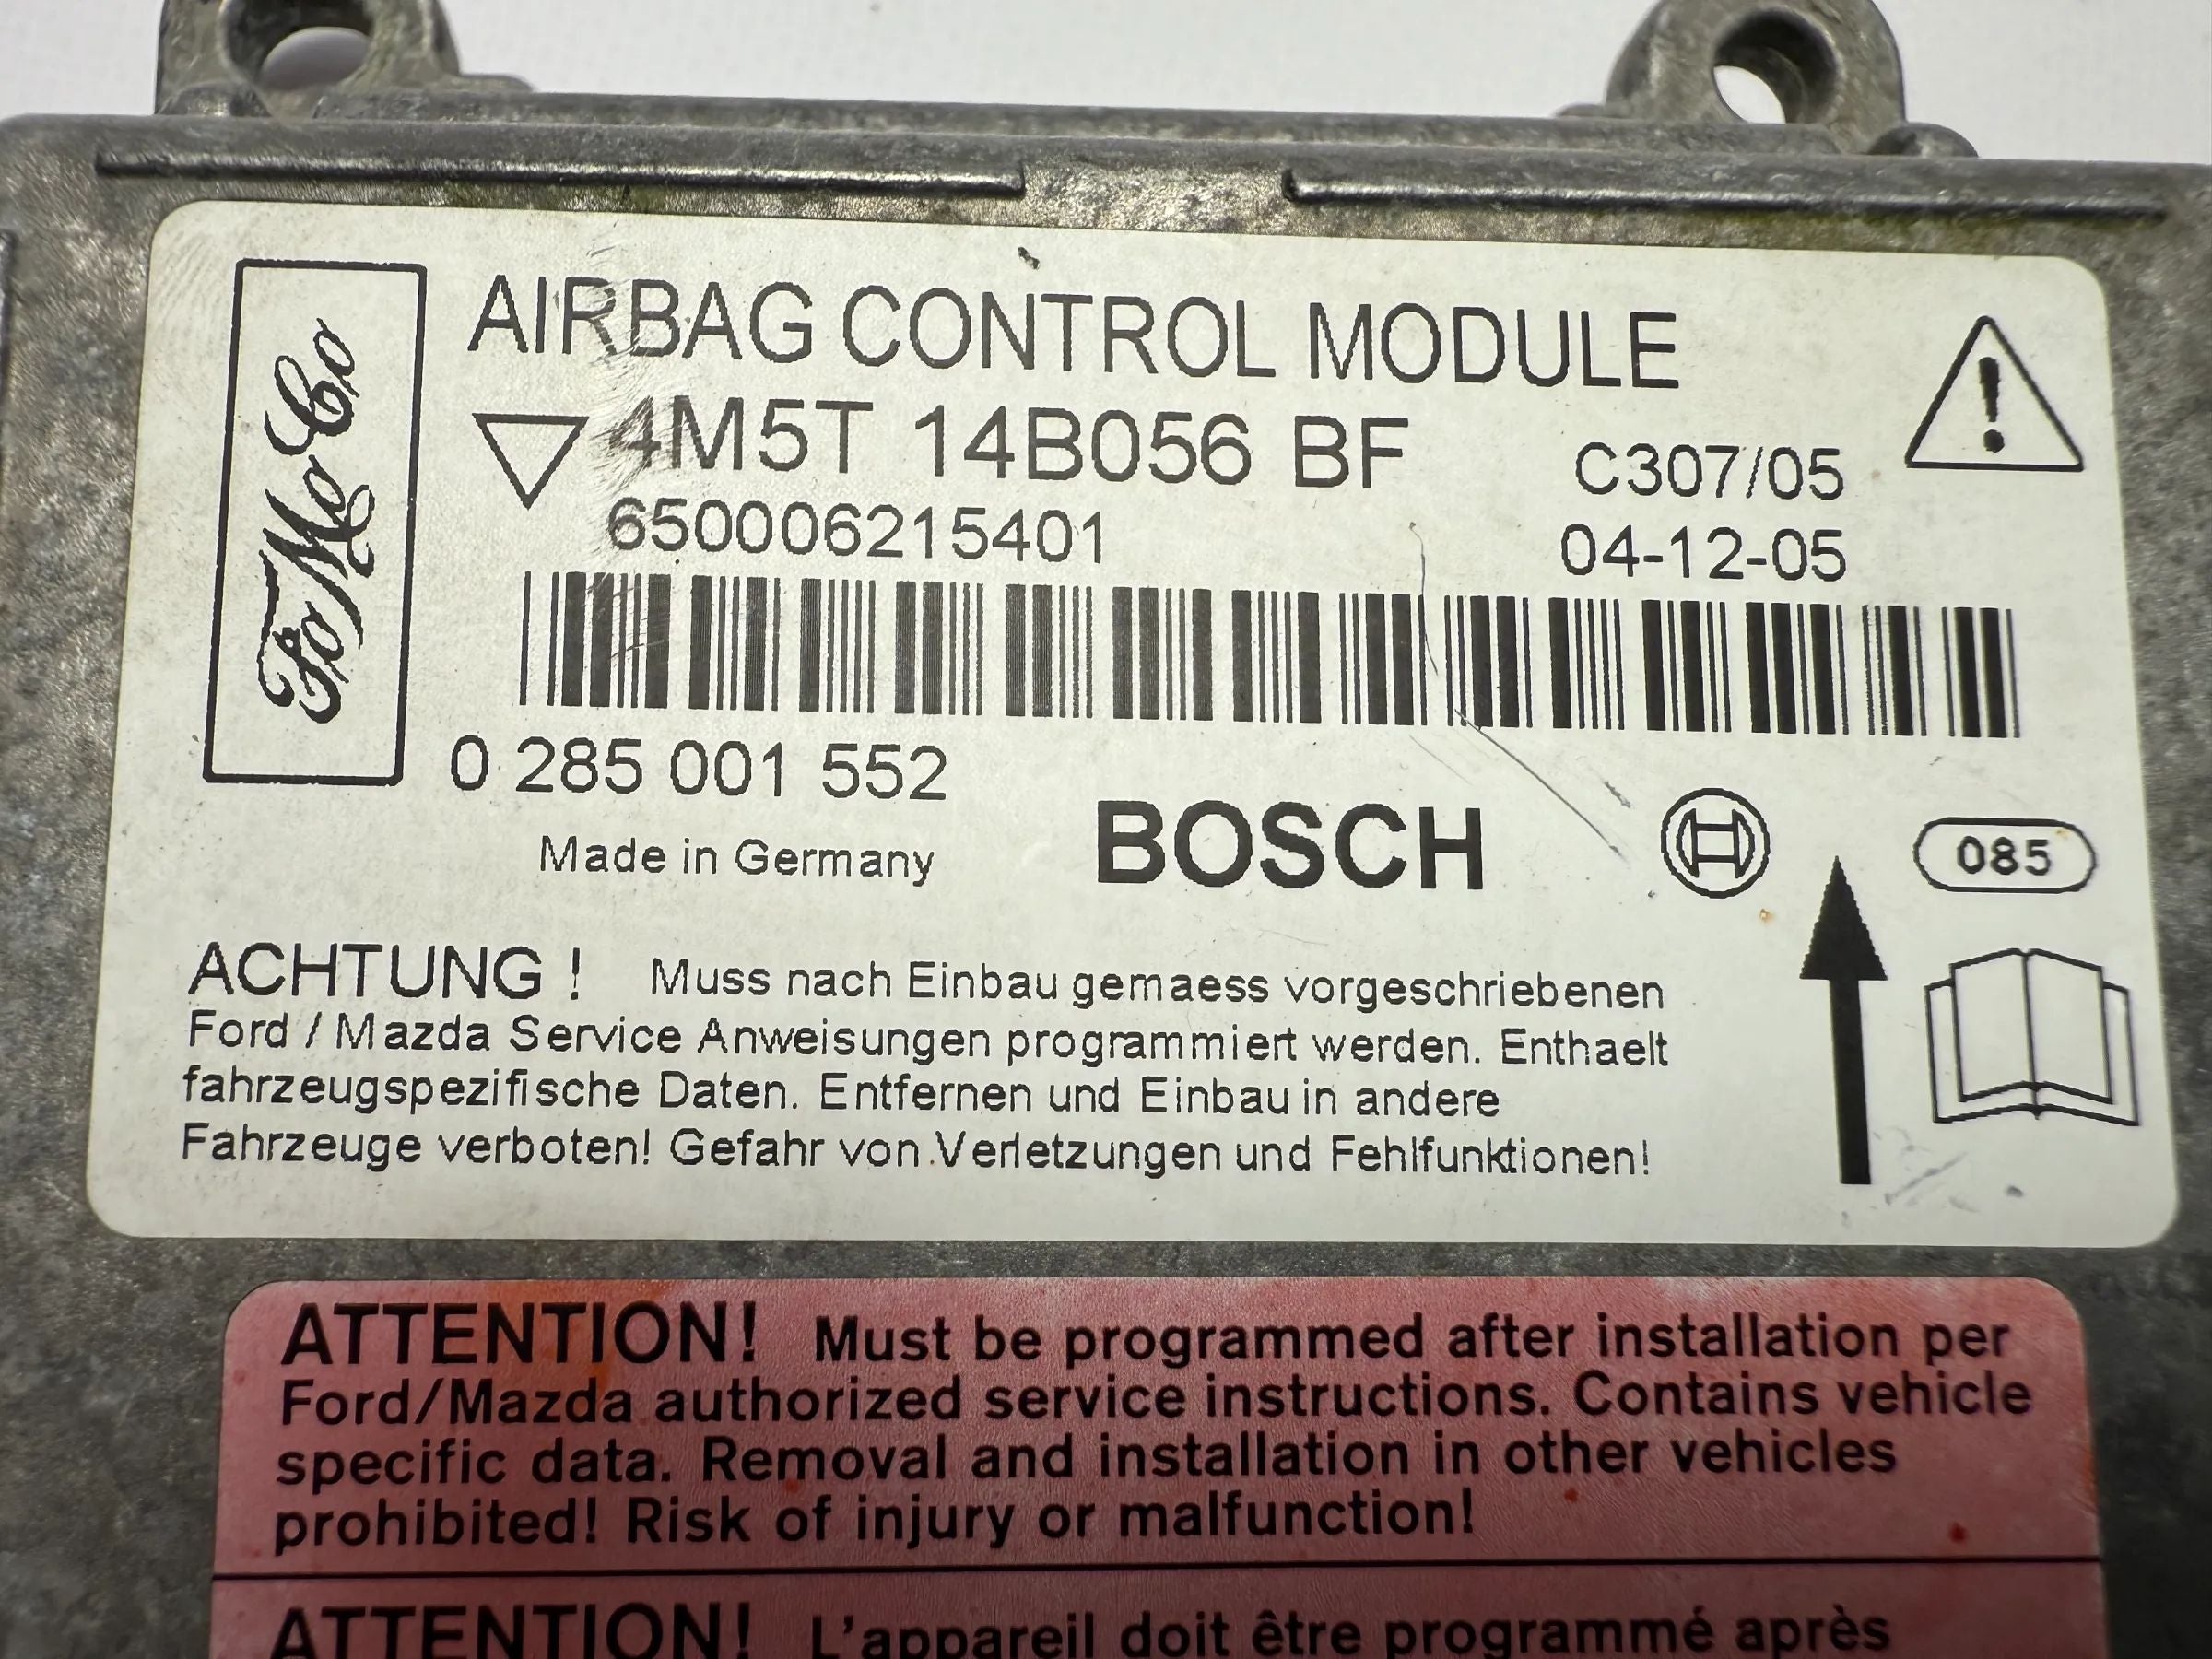 FoMoCo
AIRBAG CONTROL MODULE
4M5T 14B056 BF
C307/05
650006215401
04-12-05
0 285 001 552
Made in Germany
BOSCH
085
ACHTUNG ! Muss nach Einbau gemaess vorgeschriebenen
Ford / Mazda Service Anweisungen programmiert werden. Enthaelt
fahrzeugspezifische Daten. Entfernen und Einbau in andere
Fahrzeuge verboten! Gefahr von Verletzungen und Fehlfunktionen!
ATTENTION! Must be programmed after installation per
Ford/Mazda authorized service instructions. Contains vehicle
specific data. Removal and installation in other vehicles
prohibited! Risk of injury or malfunction!
ATTENTION! L'appareil doit être programmé après